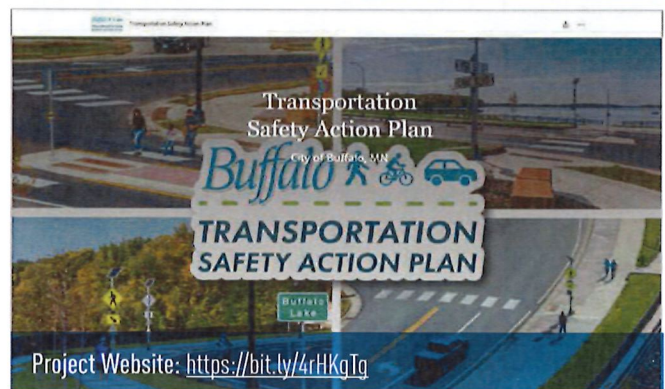 Transportation Safety Action Plan
Transportation
Safety Action Plan
City of Buffalo, MN
Buffalo
TRANSPORTATION
SAFETY ACTION PLAN
Buffalo
Lake
Project Website: https://bit.ly/4rHKgTg